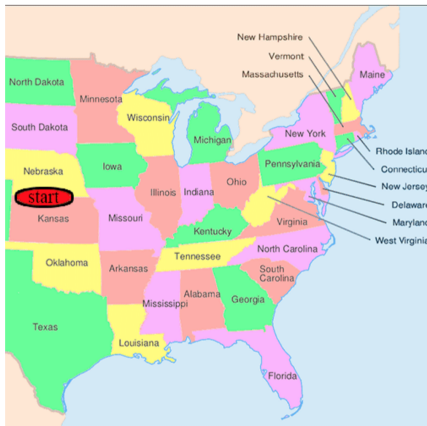 New Hampshire
Vermont
Massachusetts
Maine
North Dakota
Minnesota
South Dakota
Wisconsin
Michigan
New York
Rhode Island
Connecticu
New Jersey
Delaware
Maryland
West Virginia
Nebraska
Iowa
Pennsylvania
start
Kansas
Missouri
Illinois
Indiana
Ohio
Virginia
Kentucky
Oklahoma
Arkansas
Tennessee
North Carolina
South
Carolina
Mississippi
Alabama
Georgia
Texas
Louisiana
Florida